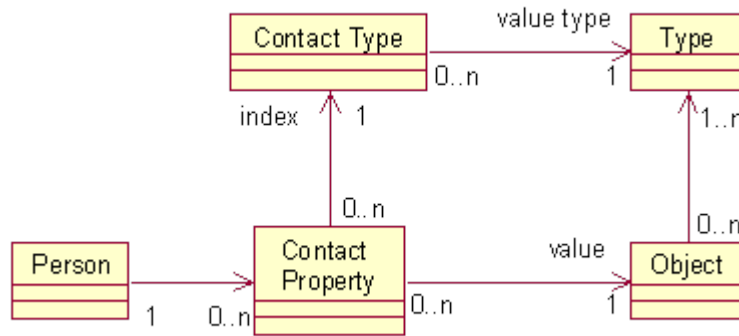 Contact Type
value type
Type
0..n
1
index
1
1..n
0..n
0..n
Person
Contact
Property
value
Object
1
0..n
0..n
1